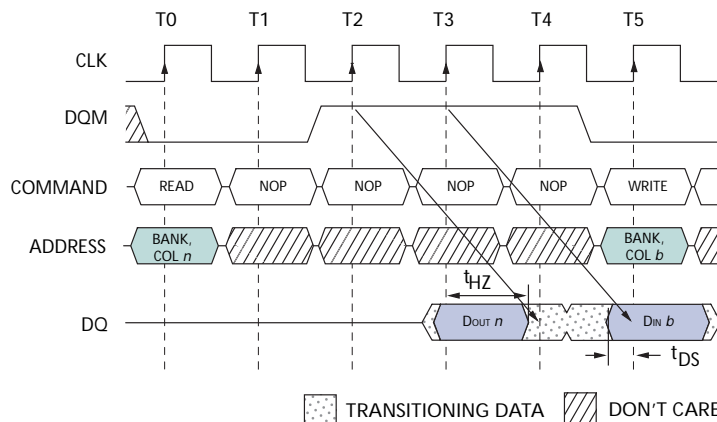 T0 T1 T2 T3 T4 T5
CLK
DQM
COMMAND READ NOP NOP NOP NOP WRITE
ADDRESS BANK, COL n BANK, COL b
tHZ
DQ DOUT n DIN b
tDS
TRANSITIONING DATA DON'T CARE